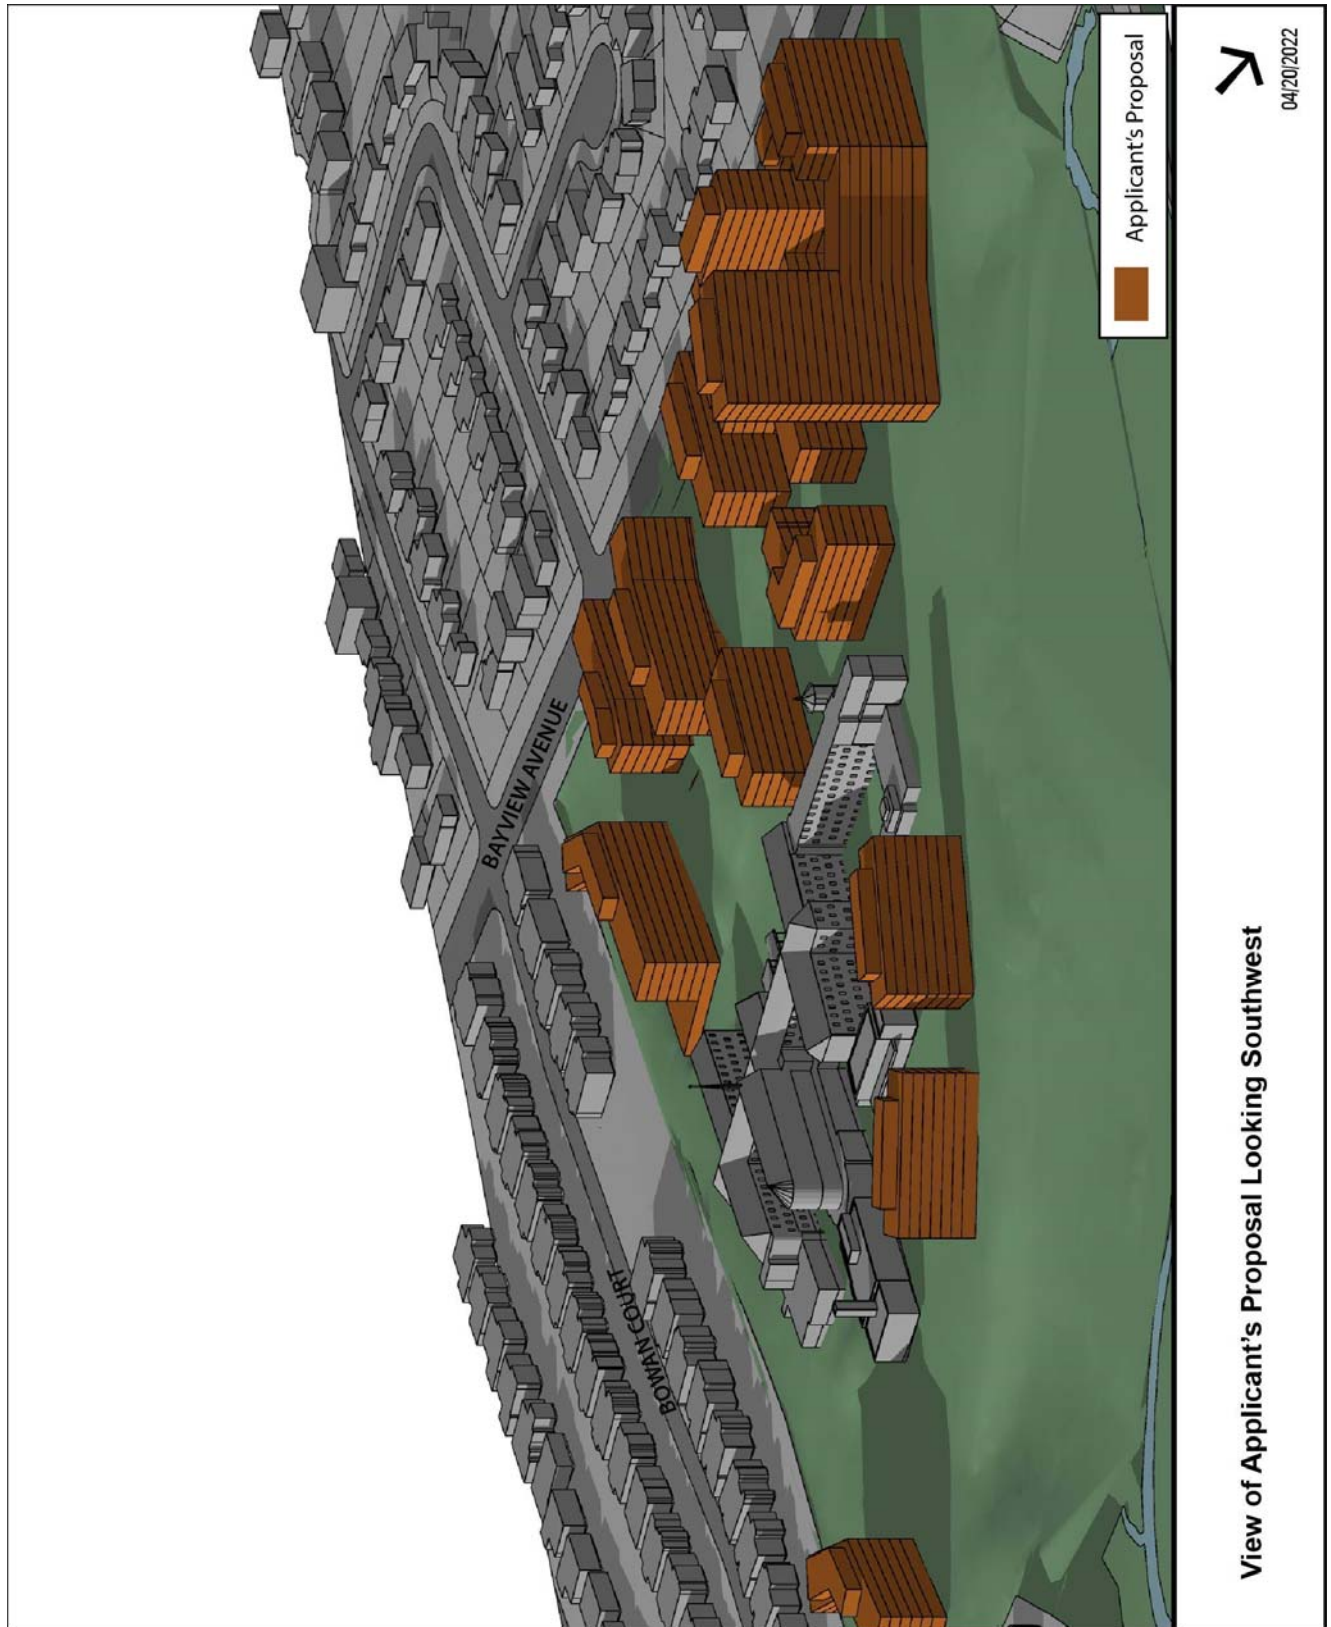 BAYVIEW AVENUE
BOWAN COURT
Applicant's Proposal
View of Applicant's Proposal Looking Southwest
04/20/2022